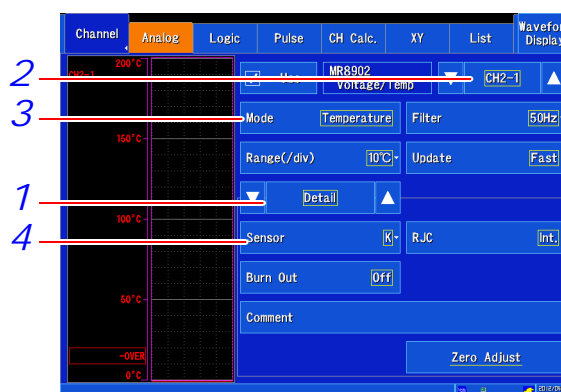 Channel Analog Logic Pulse CH Calc. XY List Wavefor
Display
2 200°C MR8902 CH2-1
Voltage/Temp
3 Mode Temperature Filter 50Hz
150°C
Range(/div) 10℃ Update Fast
1 Detail
100°C
4 Sensor K RJC Int.
Burn Out Off
50°C
Comment
-OVER
Zero Adjust
0°C